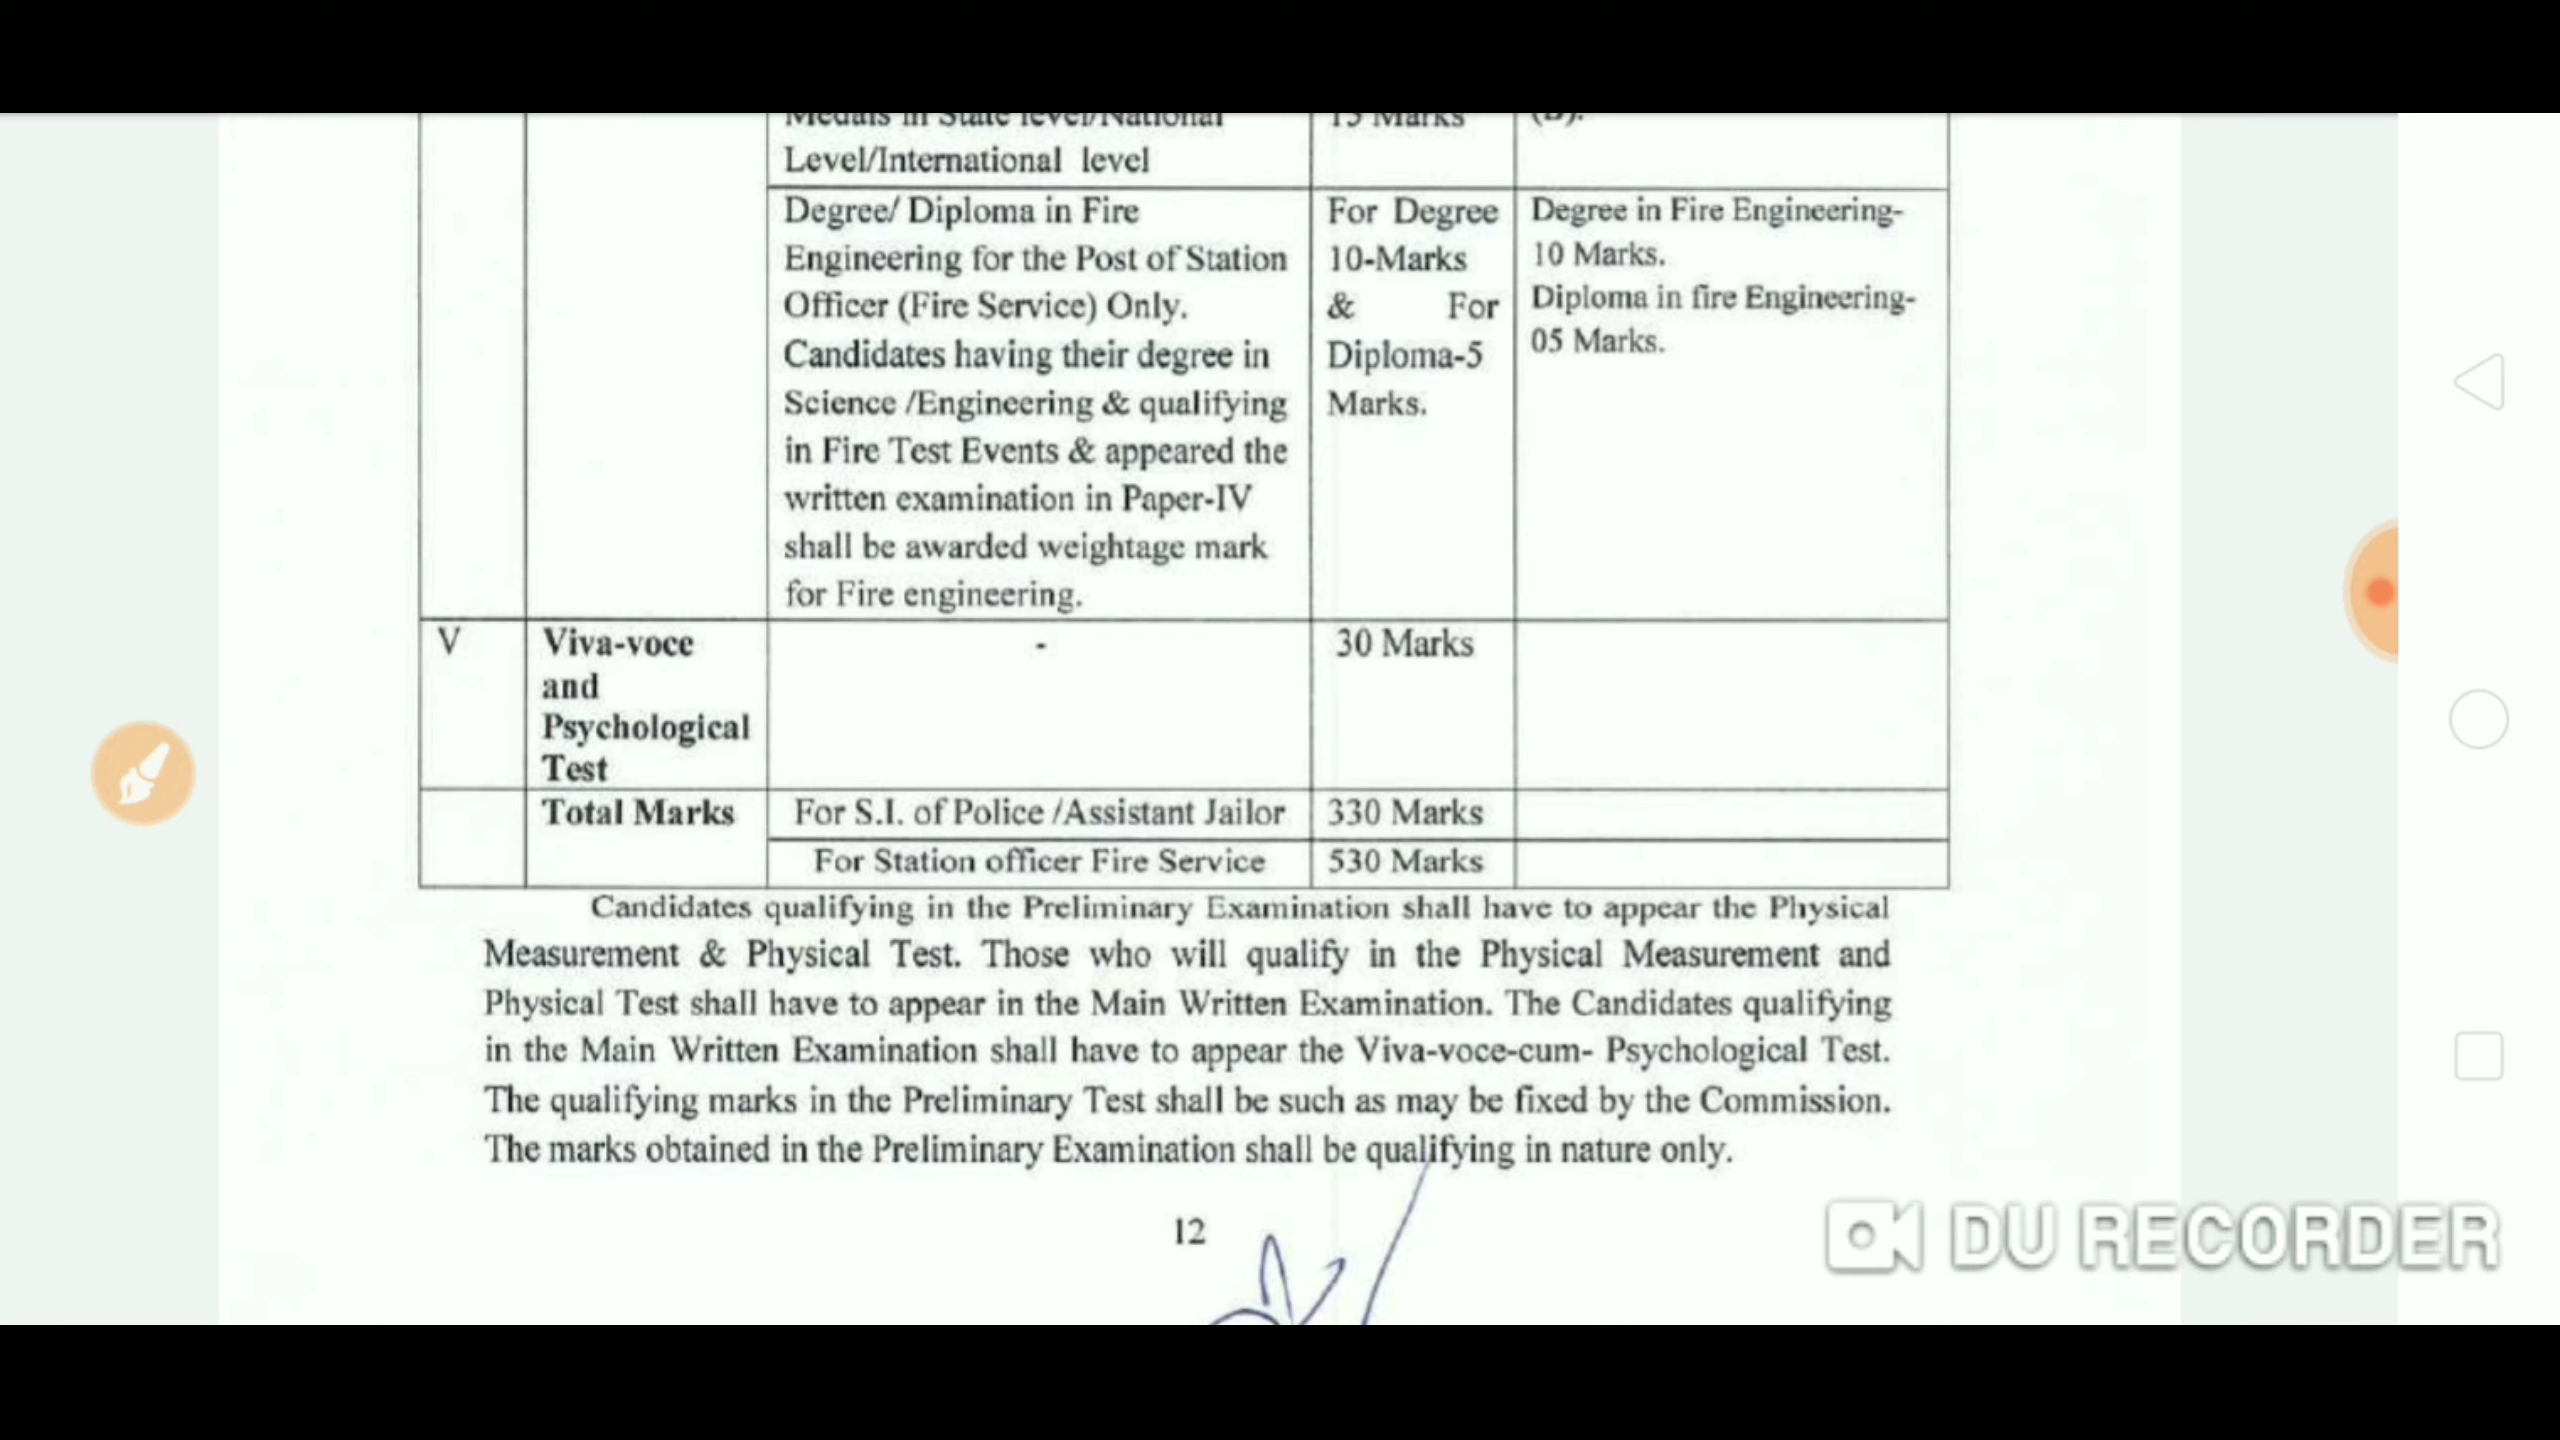 Medals in State level/National
Level/International level
15 Marks
(B).
Degree/ Diploma in Fire
Engineering for the Post of Station
Officer (Fire Service) Only.
Candidates having their degree in
Science /Engineering & qualifying
in Fire Test Events & appeared the
written examination in Paper-IV
shall be awarded weightage mark
for Fire engineering.
For Degree
10-Marks
& For
Diploma-5
Marks.
Degree in Fire Engineering-
10 Marks.
Diploma in fire Engineering-
05 Marks.
V
Viva-voce
and
Psychological
Test
-
30 Marks
Total Marks
For S.I. of Police /Assistant Jailor
330 Marks
For Station officer Fire Service
530 Marks
Candidates qualifying in the Preliminary Examination shall have to appear the Physical
Measurement & Physical Test. Those who will qualify in the Physical Measurement and
Physical Test shall have to appear in the Main Written Examination. The Candidates qualifying
in the Main Written Examination shall have to appear the Viva-voce-cum- Psychological Test.
The qualifying marks in the Preliminary Test shall be such as may be fixed by the Commission.
The marks obtained in the Preliminary Examination shall be qualifying in nature only.
12
DU RECORDER